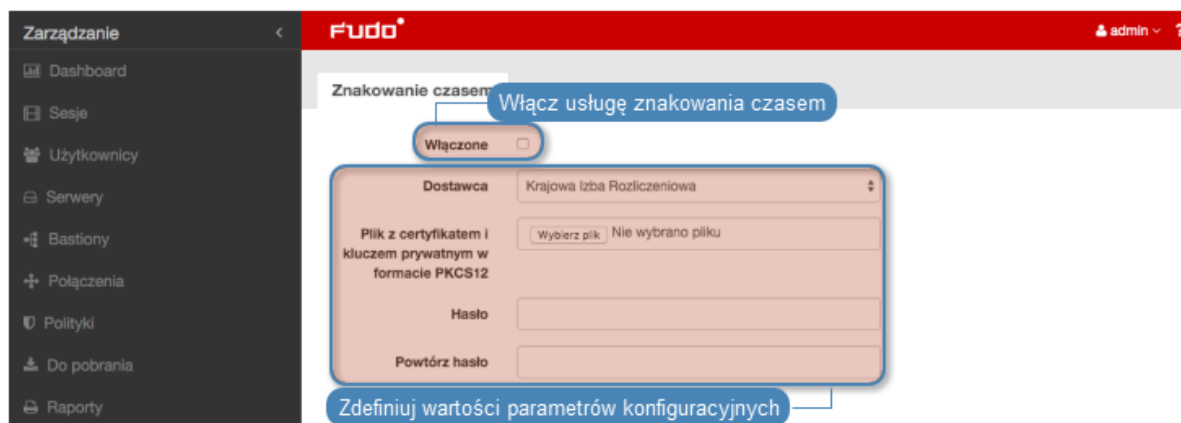 Zarządzanie
FUDO
admin
?
Dashboard
Sesje
Użytkownicy
Serwery
Bastiony
Połączenia
Polityki
Do pobrania
Raporty
Znakowanie czasem
Włącz usługę znakowania czasem
Włączone
Dostawca
Krajowa Izba Rozliczeniowa
Plik z certyfikatem i
kluczem prywatnym w
formacie PKCS12
Wybierz plik Nie wybrano pliku
Hasło
Powtórz hasło
Zdefiniuj wartości parametrów konfiguracyjnych